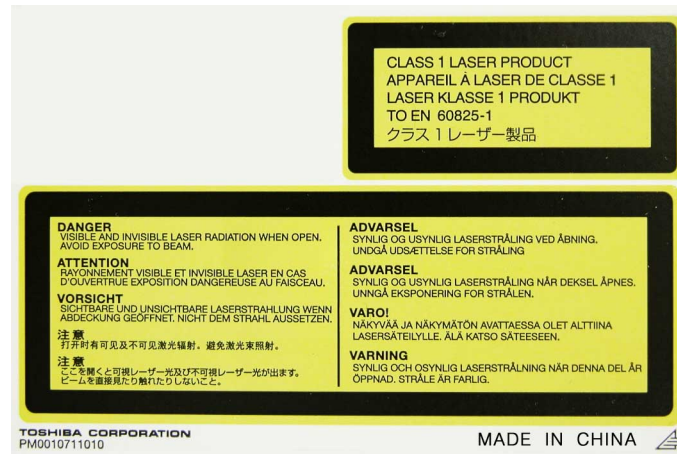 CLASS 1 LASER PRODUCT
APPAREIL À LASER DE CLASSE 1
LASER KLASSE 1 PRODUKT
TO EN 60825-1
クラス 1 レーザー製品
DANGER
VISIBLE AND INVISIBLE LASER RADIATION WHEN OPEN.
AVOID EXPOSURE TO BEAM.
ATTENTION
RAYONNEMENT VISIBLE ET INVISIBLE LASER EN CAS
D'OUVERTRUE EXPOSITION DANGEREUSE AU FAISCEAU.
VORSICHT
SICHTBARE UND UNSICHTBARE LASERSTRAHLUNG WENN
ABDECKUNG GEÖFFNET. NICHT DEM STRAHL AUSSETZEN.
注意
打开时有可见及不可见激光辐射。避免激光束照射。
注意
ここを開くと可視レーザー光及び不可視レーザー光が出ます。
ビームを直接見たり触れたりしないこと。
ADVARSEL
SYNLIG OG USYNLIG LASERSTRÅLING VED ÅBNING.
UNDGÅ UDSÆTTELSE FOR STRÅLING
ADVARSEL
SYNLIG OG USYNLIG LASERSTRÅLING NÅR DEKSEL ÅPNES.
UNNGÅ EKSPONERING FOR STRÅLEN.
VARO!
NÄKYVÄÄ JA NÄKYMÄTÖN AVATTAESSA OLET ALTTIINA
LASERSÄTEILYLLE. ÄLÄ KATSO SÄTEESEEN.
VARNING
SYNLIG OCH OSYNLIG LASERSTRÅLNING NÄR DENNA DEL ÅR
ÖPPNAD. STRÅLE ÄR FARLIG.
TOSHIBA CORPORATION
PM0010711010
MADE IN CHINA